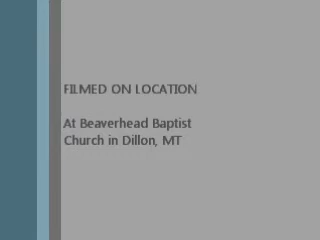 FILMED ON LOCATION
At Beaverhead Baptist
Church in Dillon, MT